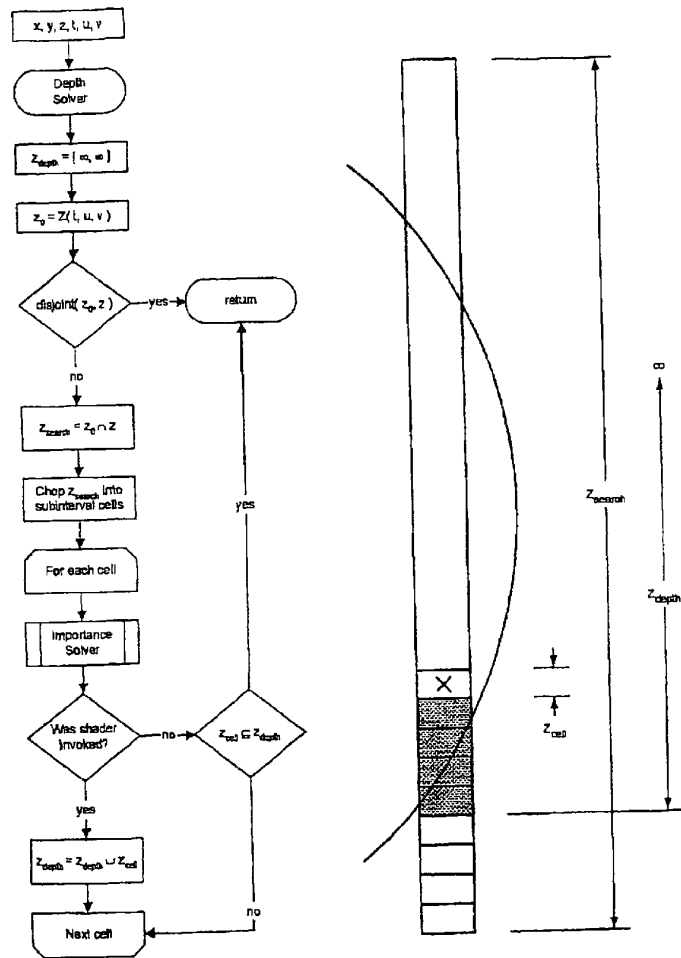 x, y, z, t, u, v
Depth
Solver
z_depth = [ ∞, ∞ ]
z_0 = Z( t, u, v )
disjoint( z_0, z )
yes
return
no
z_search = z_0 ∩ z
Chop z_search into
subinterval cells
For each cell
Importance
Solver
Was shader
invoked?
no
z_cell ⊆ z_depth
yes
yes
z_depth = z_depth ∪ z_cell
no
Next cell
X
z_cell
z_search
∞
z_depth